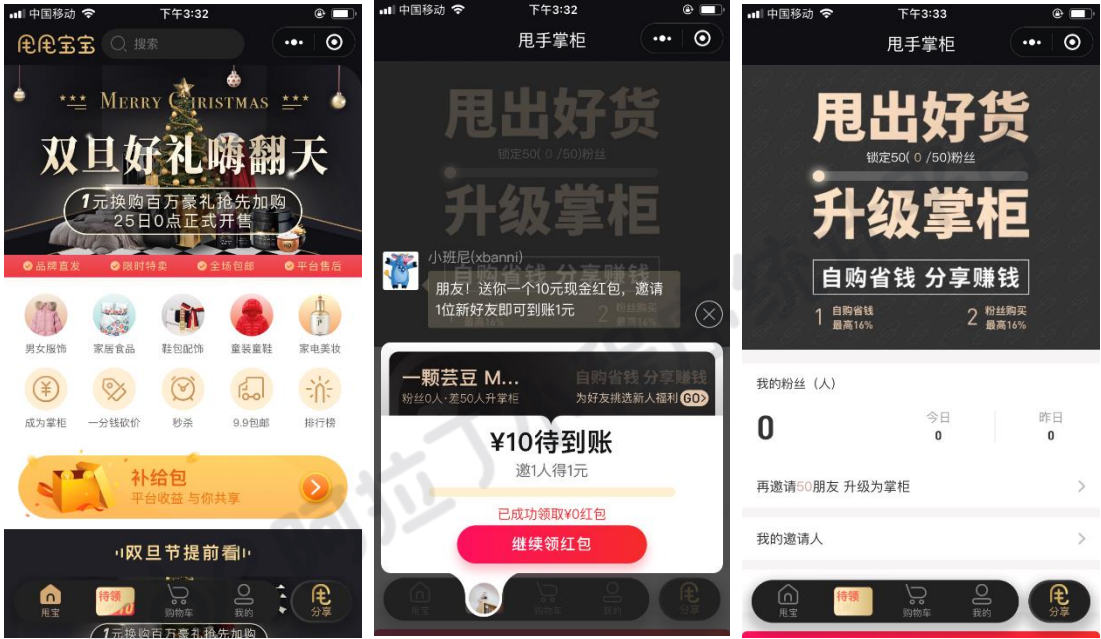 中国移动
下午3:32
甩甩宝宝
搜索
MERRY CHRISTMAS
双旦好礼嗨翻天
1元换购百万豪礼抢先加购
25日0点正式开售
品牌直发
限时特卖
全场包邮
平台售后
男女服饰
家居食品
鞋包配饰
童装童鞋
家电美妆
成为掌柜
一分钱砍价
秒杀
9.9包邮
排行榜
补给包
平台收益 与你共享
双旦节提前看
甩宝
待领
购物车
我的
分享
1元换购百万豪礼抢先加购
中国移动
下午3:32
甩手掌柜
甩出好货
锁定50( 0 /50)粉丝
升级掌柜
小班尼(xbanni)
自购省钱 分享赚钱
朋友！送你一个10元现金红包，邀请
1位新好友即可到账1元
2 粉丝购买
最高16%
一颗芸豆 M...
粉丝0人·差50人升掌柜
自购省钱 分享赚钱
为好友挑选新人福利 GO>
¥10待到账
邀1人得1元
已成功领取¥0红包
继续领红包
甩宝
购物车
我的
分享
中国移动
下午3:33
甩手掌柜
甩出好货
锁定50( 0 /50)粉丝
升级掌柜
自购省钱 分享赚钱
1 自购省钱
最高16%
2 粉丝购买
最高16%
我的粉丝（人）
0
今日
0
昨日
0
再邀请50朋友 升级为掌柜
我的邀请人
甩宝
待领
购物车
我的
分享